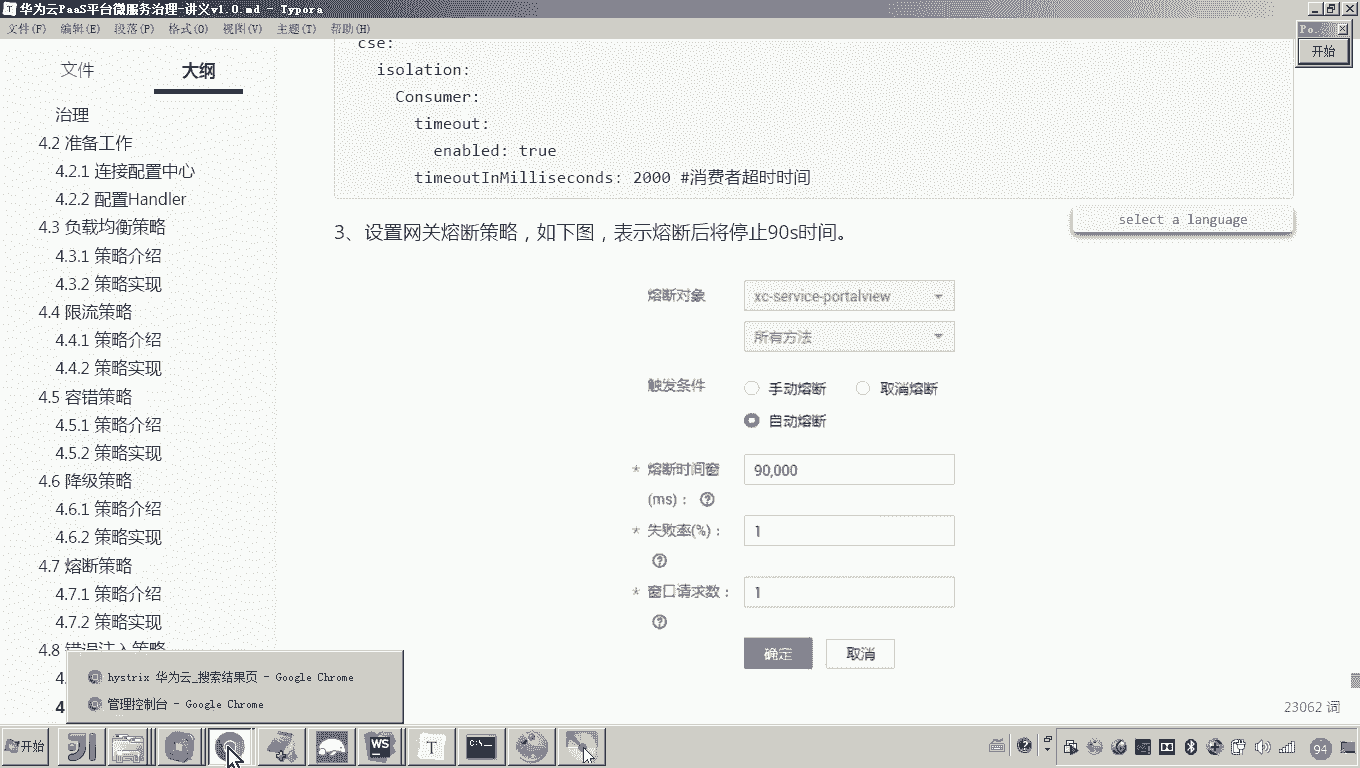 华为云PaaS平台微服务治理-讲义v1.0.md - Typora
文件(F) 编辑(E) 段落(P) 格式(O) 视图(V) 主题(T) 帮助(H)
Po.
开始
文件
大纲
治理
4.2 准备工作
4.2.1 连接配置中心
4.2.2 配置Handler
4.3 负载均衡策略
4.3.1 策略介绍
4.3.2 策略实现
4.4 限流策略
4.4.1 策略介绍
4.4.2 策略实现
4.5 容错策略
4.5.1 策略介绍
4.5.2 策略实现
4.6 降级策略
4.6.1 策略介绍
4.6.2 策略实现
4.7 熔断策略
4.7.1 策略介绍
4.7.2 策略实现
4.8 错误注入策略
4.
4
cse:
isolation:
Consumer:
timeout:
enabled: true
timeoutInMilliseconds: 2000 #消费者超时时间
select a language
3、设置网关熔断策略，如下图，表示熔断后将停止90s时间。
熔断对象
xc-service-portalview
所有方法
触发条件
手动熔断
取消熔断
自动熔断
* 熔断时间窗
(ms)：
90,000
* 失败率(%)：
1
* 窗口请求数：
1
确定
取消
hystrix 华为云_搜索结果页 - Google Chrome
管理控制台 - Google Chrome
23062 词
开始
WS
T
C:\
94